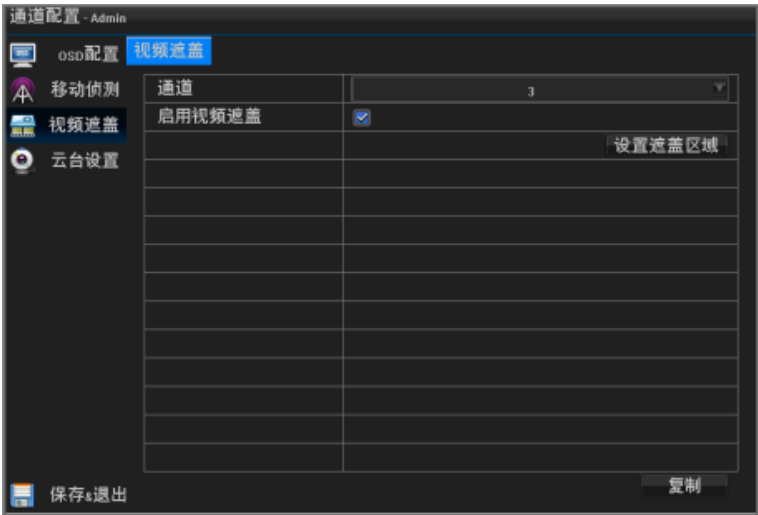 通道配置 - Admin
OSD配置
移动侦测
视频遮盖
云台设置
保存&退出
视频遮盖
通道 3
启用视频遮盖
设置遮盖区域
复制